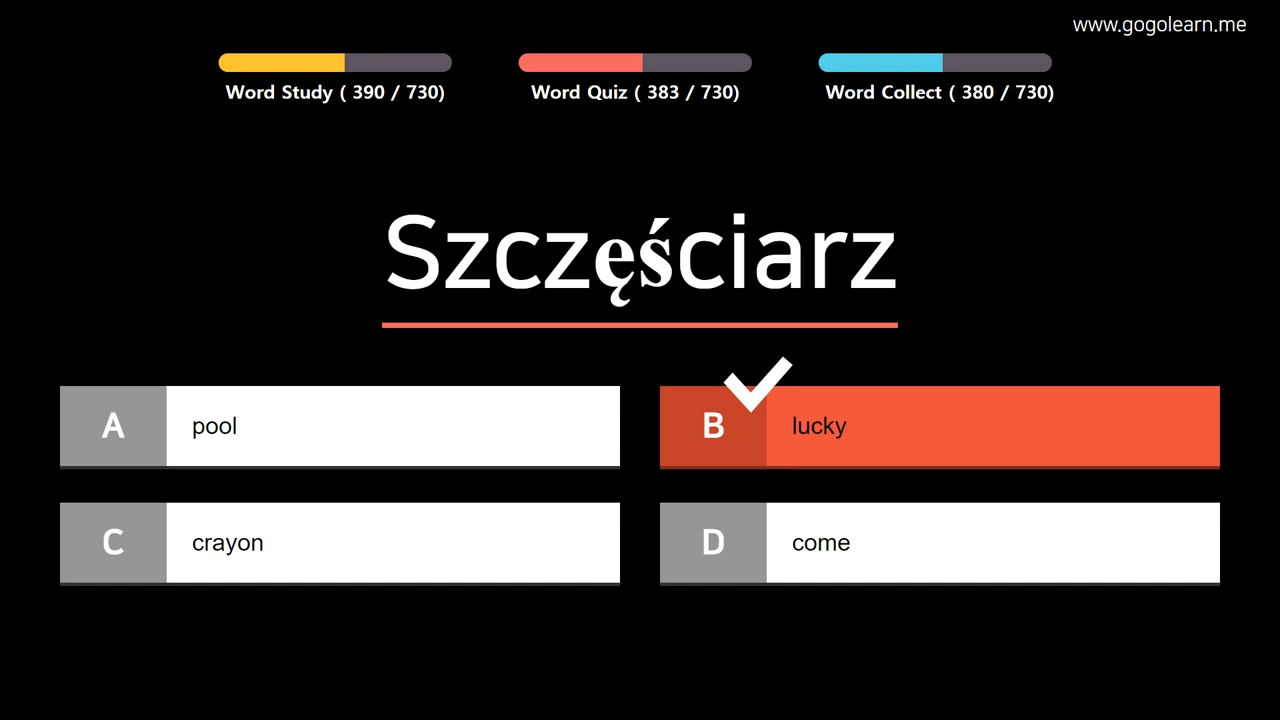 www.gogolearn.me
Word Study ( 390 / 730)
Word Quiz ( 383 / 730)
Word Collect ( 380 / 730)
Szczęściarz
A pool
B lucky
C crayon
D come